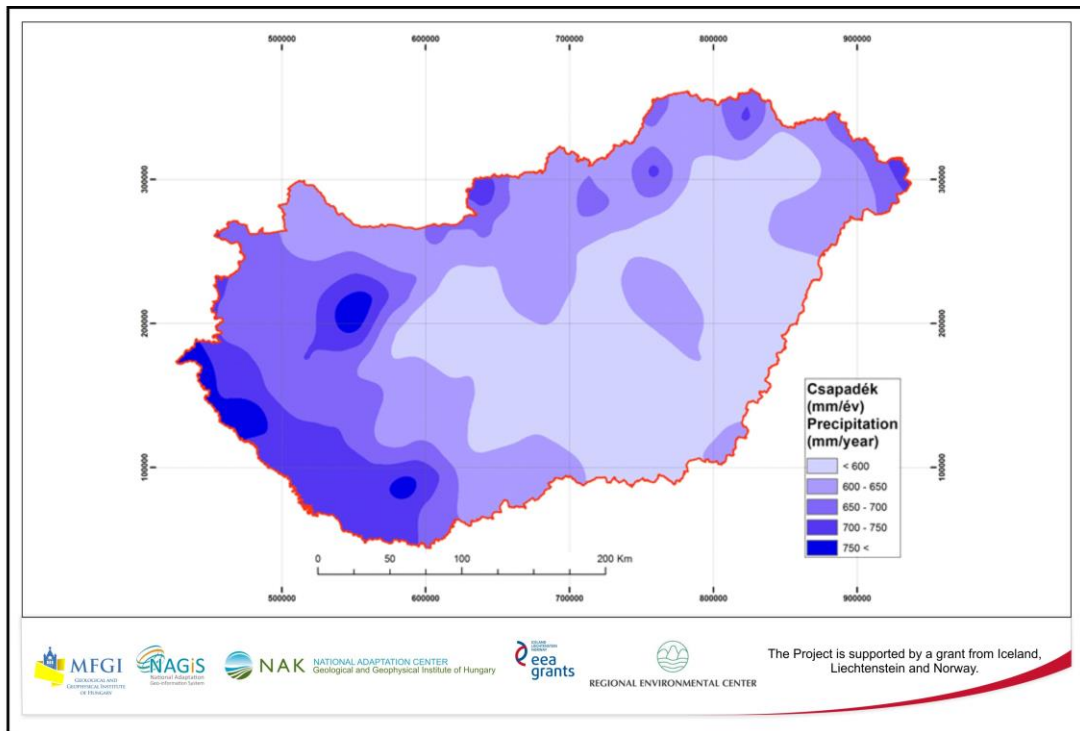 500000 600000 700000 800000 900000
300000 300000
200000 200000
100000 100000
Csapadék
(mm/év)
Precipitation
(mm/year)
< 600
600 - 650
650 - 700
700 - 750
750 <
0 50 100 200 Km
500000 600000 700000 800000 900000
MFGI
GEOLOGICAL AND
GEOPHYSICAL INSTITUTE
OF HUNGARY
NAGiS
National Adaptation
Geo-information System
NAK
NATIONAL ADAPTATION CENTER
Geological and Geophysical Institute of Hungary
ICELAND
LIECHTENSTEIN
NORWAY
eea
grants
REGIONAL ENVIRONMENTAL CENTER
The Project is supported by a grant from Iceland,
Liechtenstein and Norway.